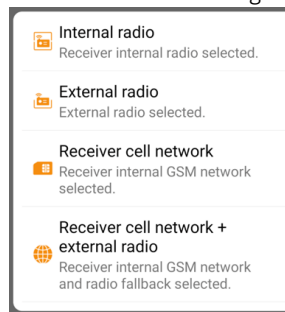 Internal radio
Receiver internal radio selected.
External radio
External radio selected.
Receiver cell network
Receiver internal GSM network
selected.
Receiver cell network +
external radio
Receiver internal GSM network
and radio fallback selected.